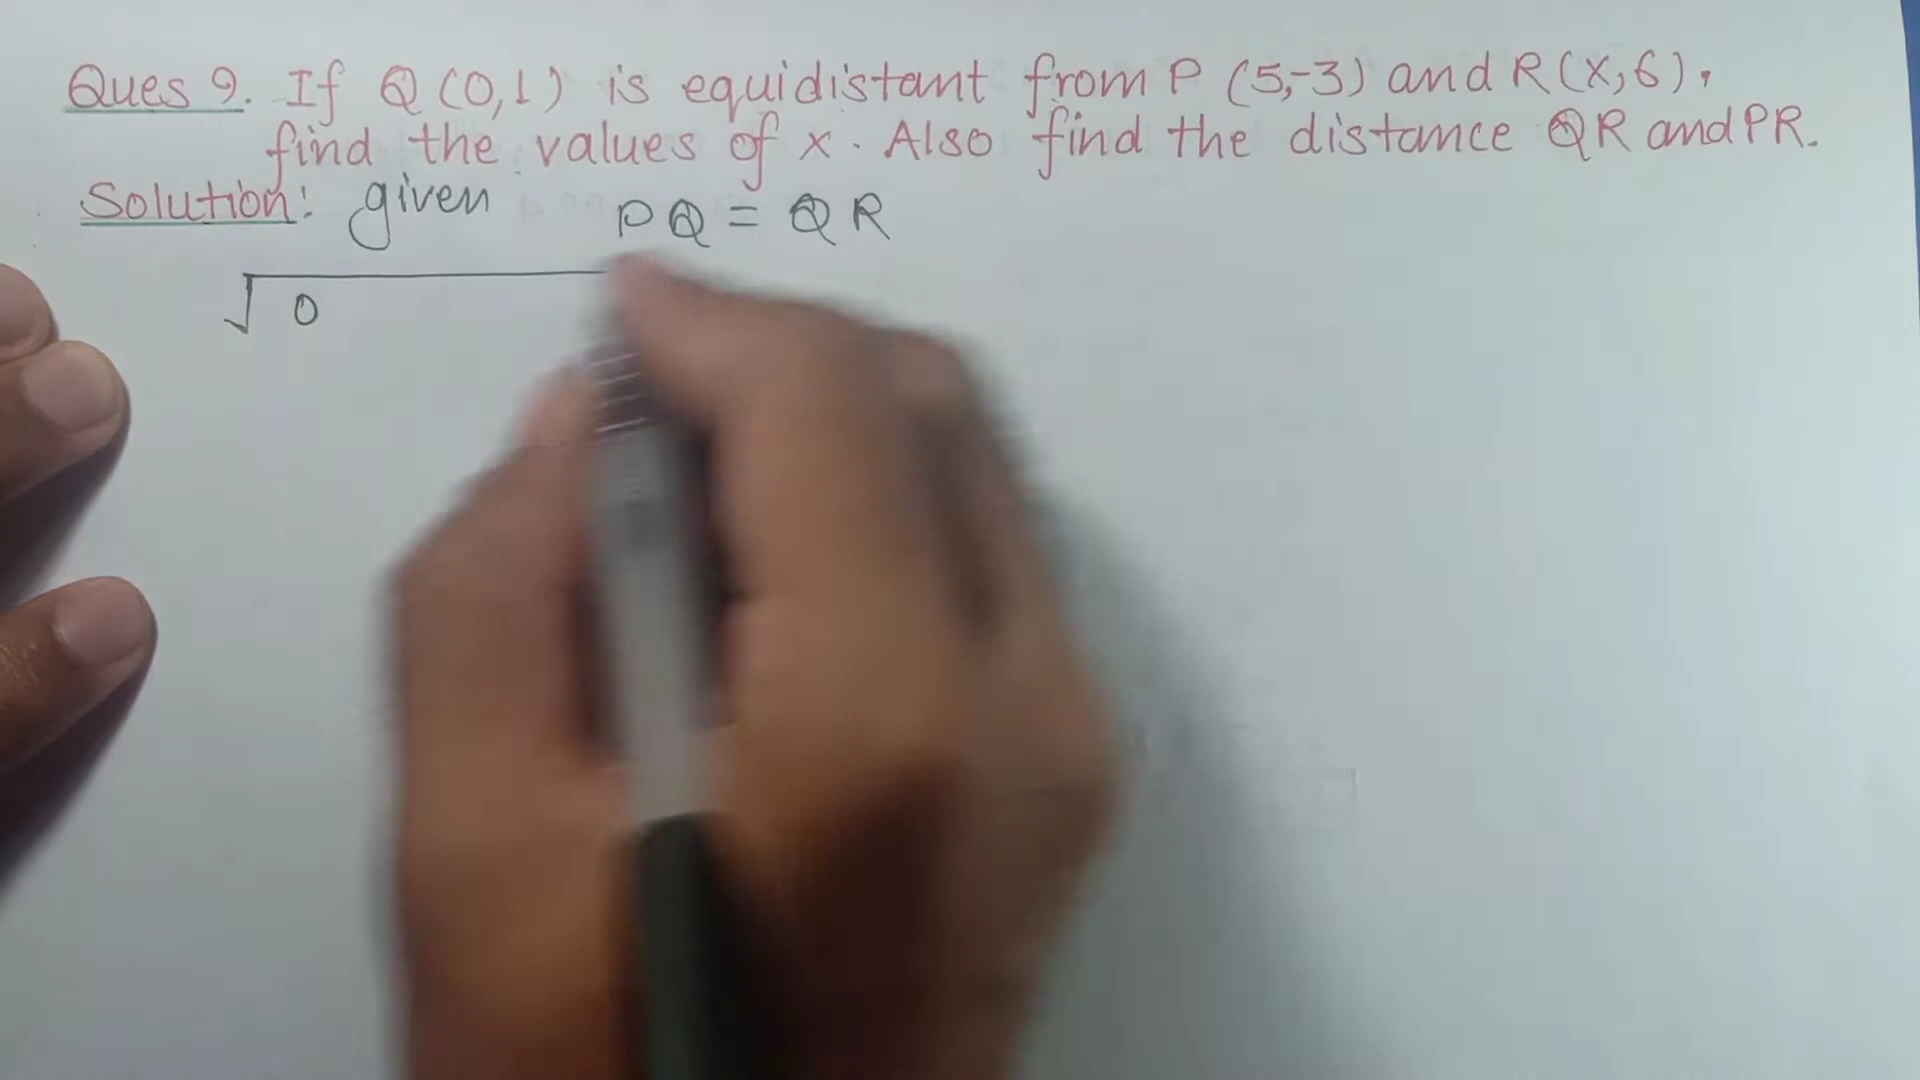 Ques 9. If Q (0,1) is equidistant from P (5,-3) and R (x,6),
find the values of x. Also find the distance QR and PR.
Solution: given PQ = QR
√ 0